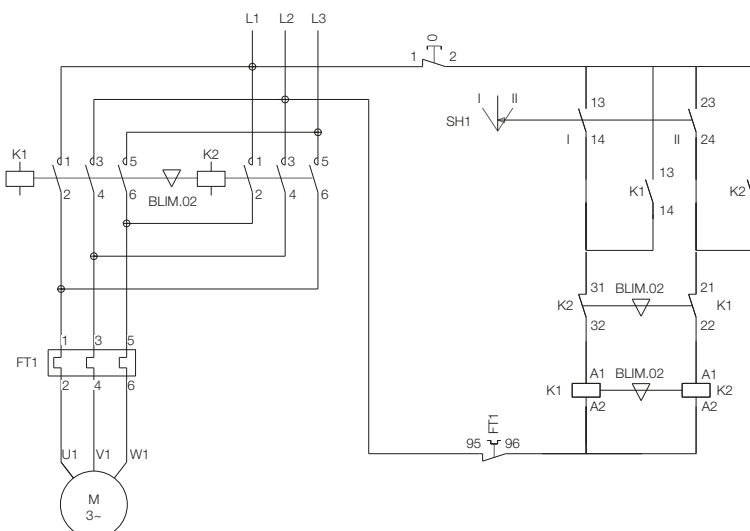 L1 L2 L3
0
1 2
I II
SH1
13 23
I 14 II 24
K1 1 3 5 K2 1 3 5
13
K1 K2
2 4 6 BLIM.02 2 4 6
14
31 BLIM.02 21
K2 K1
32 22
1 3 5
FT1
2 4 6
A1 BLIM.02 A1
K1 K2
A2 A2
FT1
95 96
U1 V1 W1
M
3~